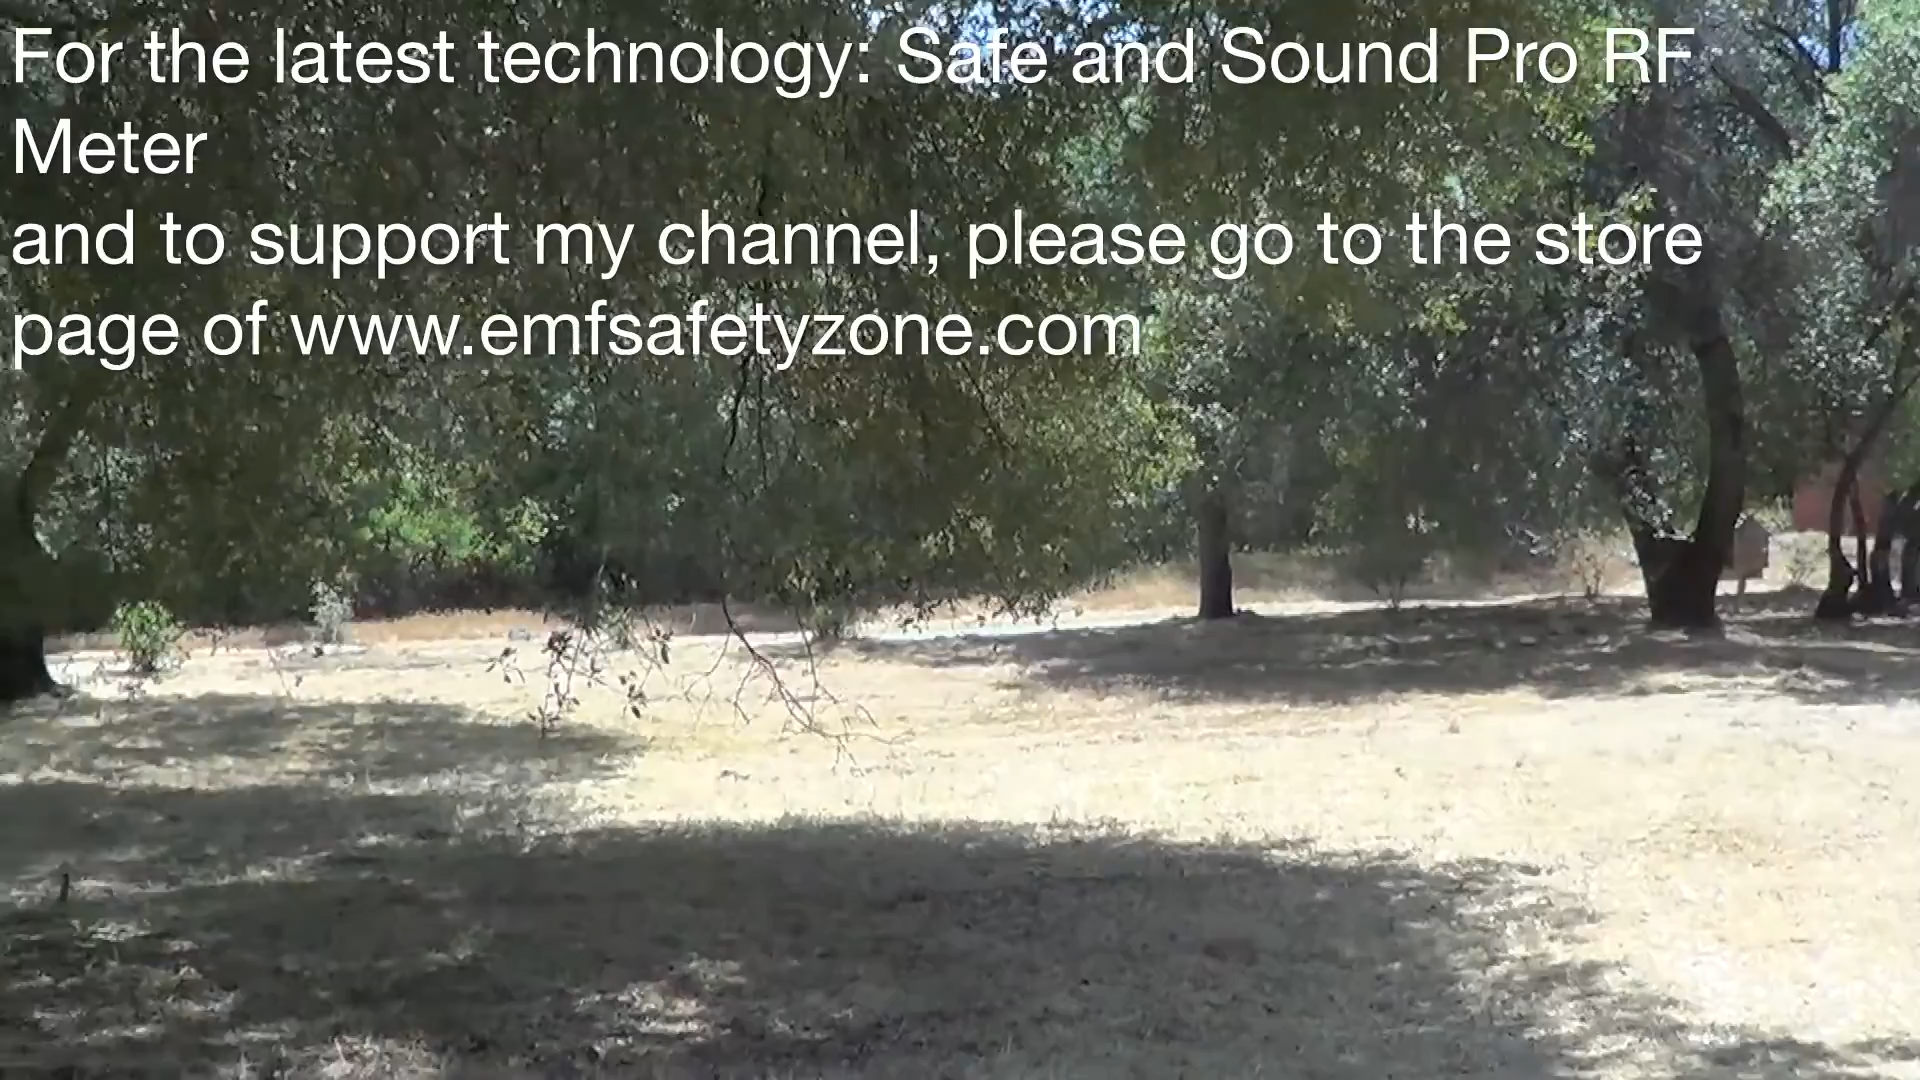 For the latest technology: Safe and Sound Pro RF
Meter
and to support my channel, please go to the store
page of www.emfsafetyzone.com